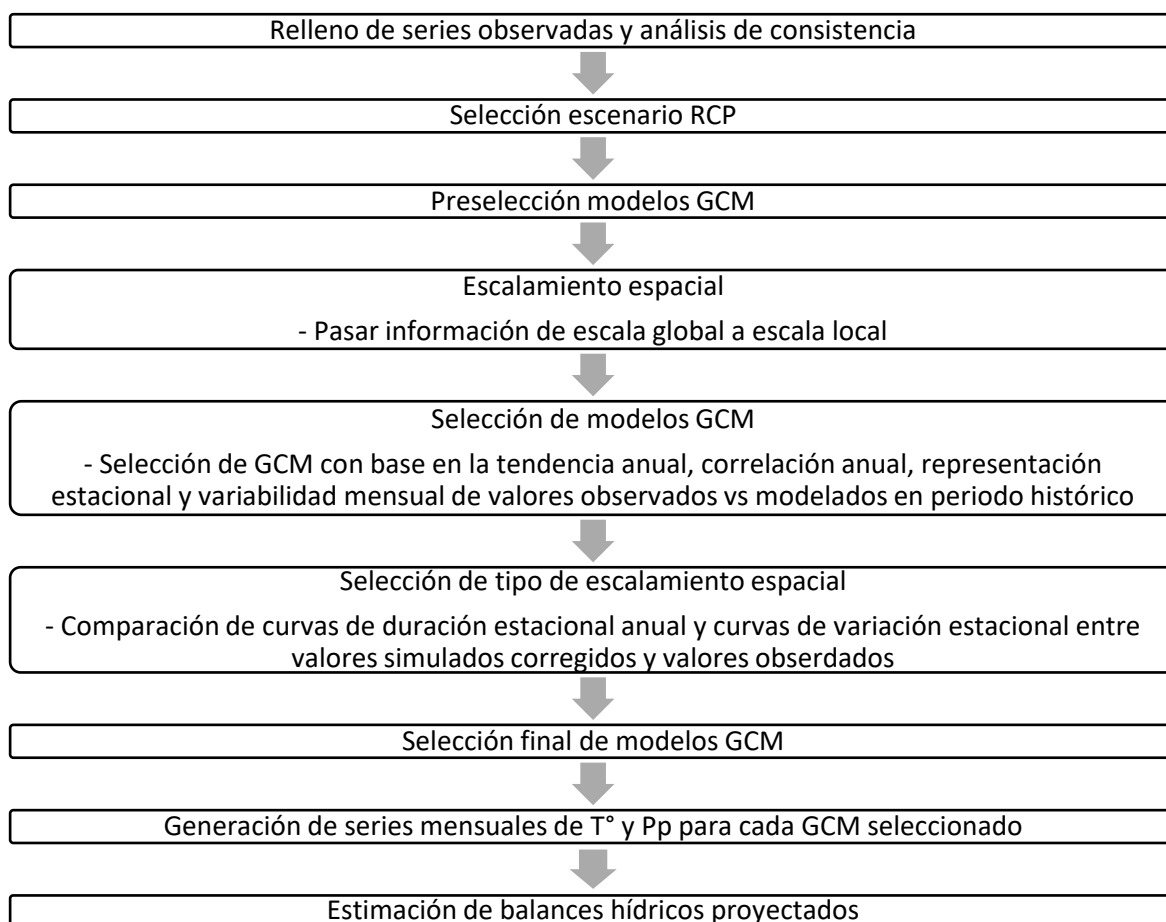 Relleno de series observadas y análisis de consistencia
Selección escenario RCP
Preselección modelos GCM
Escalamiento espacial
- Pasar información de escala global a escala local
Selección de modelos GCM
- Selección de GCM con base en la tendencia anual, correlación anual, representación
estacional y variabilidad mensual de valores observados vs modelados en periodo histórico
Selección de tipo de escalamiento espacial
- Comparación de curvas de duración estacional anual y curvas de variación estacional entre
valores simulados corregidos y valores obserdados
Selección final de modelos GCM
Generación de series mensuales de T° y Pp para cada GCM seleccionado
Estimación de balances hídricos proyectados